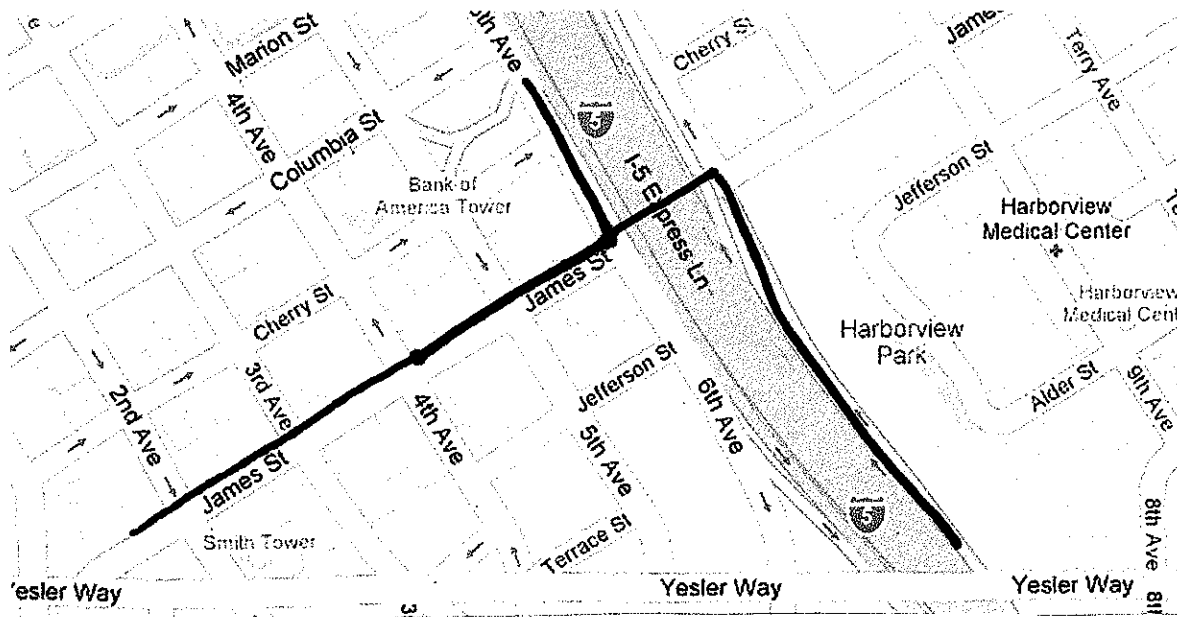 Marion St
4th Ave
Columbia St
Bank of
America Tower
Cherry St
James St
3rd Ave
2nd Ave
James St
Smith Tower
Yesler Way
4th Ave
5th Ave
Jefferson St
6th Ave
Terrace St
I-5 Express Ln
5
5
Cherry St
Terry Ave
Jefferson St
Harborview
Medical Center
Harborview
Medical Cent
Harborview
Park
Alder St
9th Ave
8th Ave
Yesler Way
3